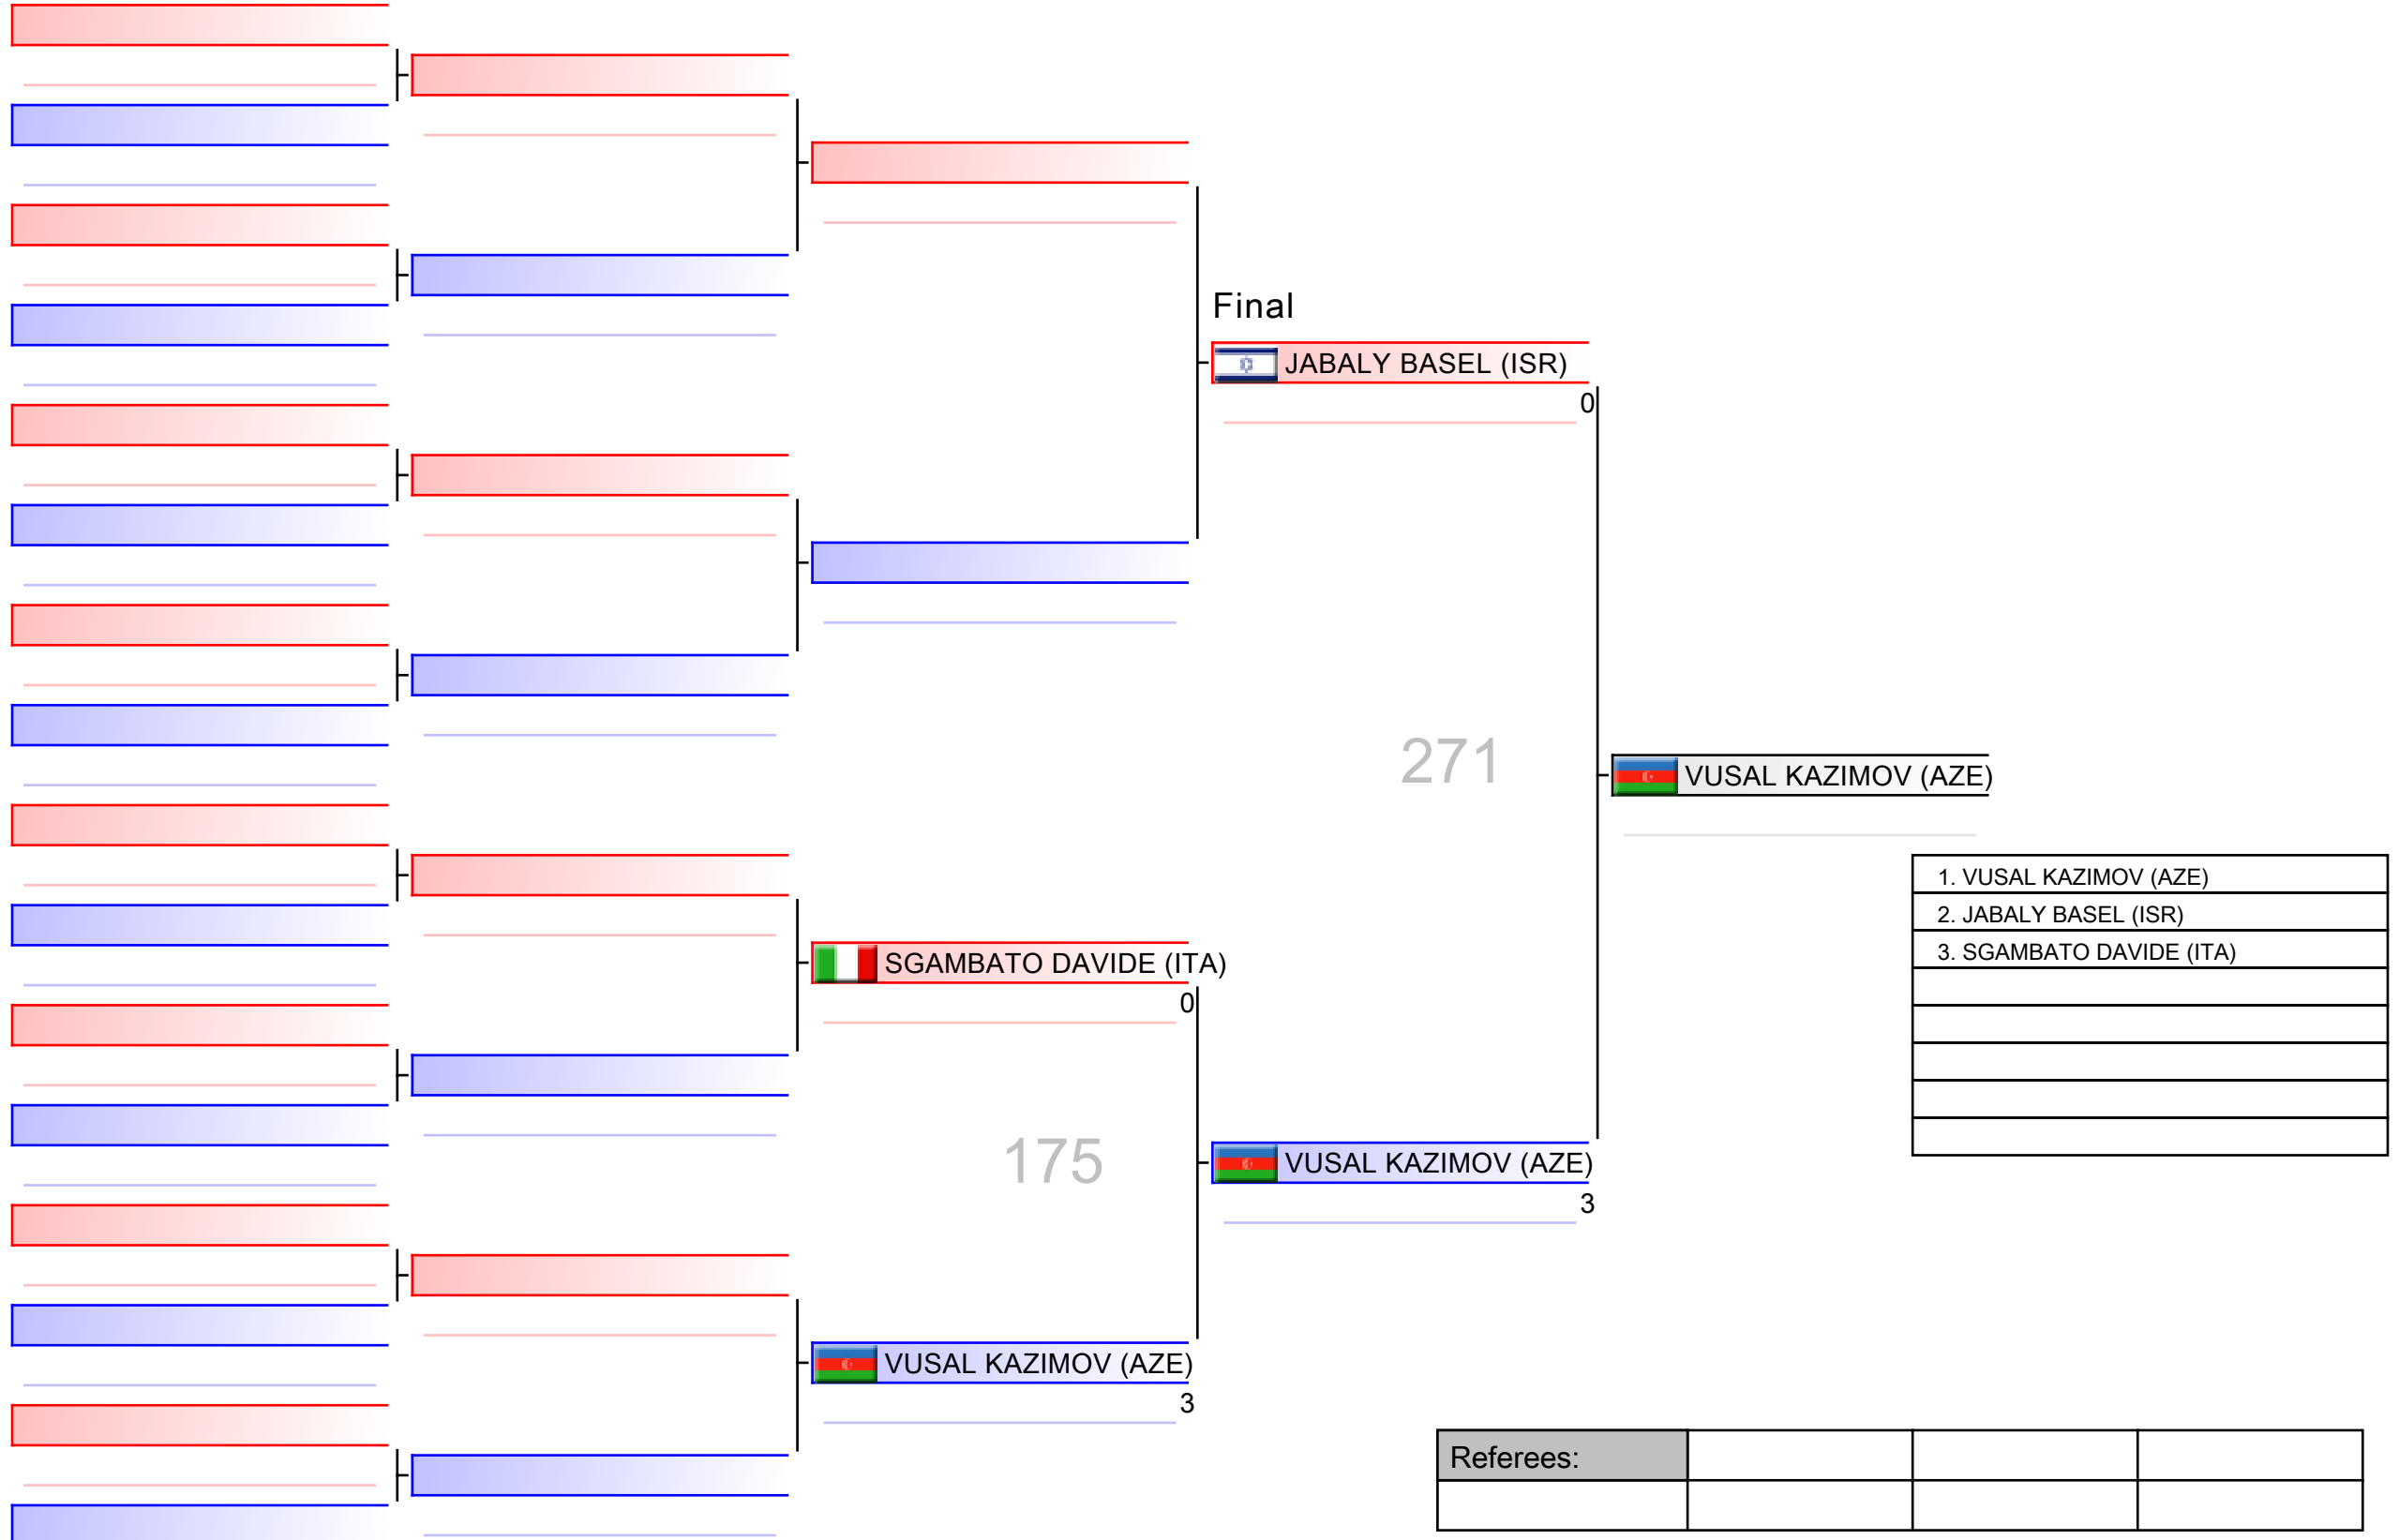 Final
JABALY BASEL (ISR)
0
271
VUSAL KAZIMOV (AZE)
1. VUSAL KAZIMOV (AZE)
2. JABALY BASEL (ISR)
3. SGAMBATO DAVIDE (ITA)
SGAMBATO DAVIDE (ITA)
0
175
VUSAL KAZIMOV (AZE)
3
VUSAL KAZIMOV (AZE)
3
Referees: